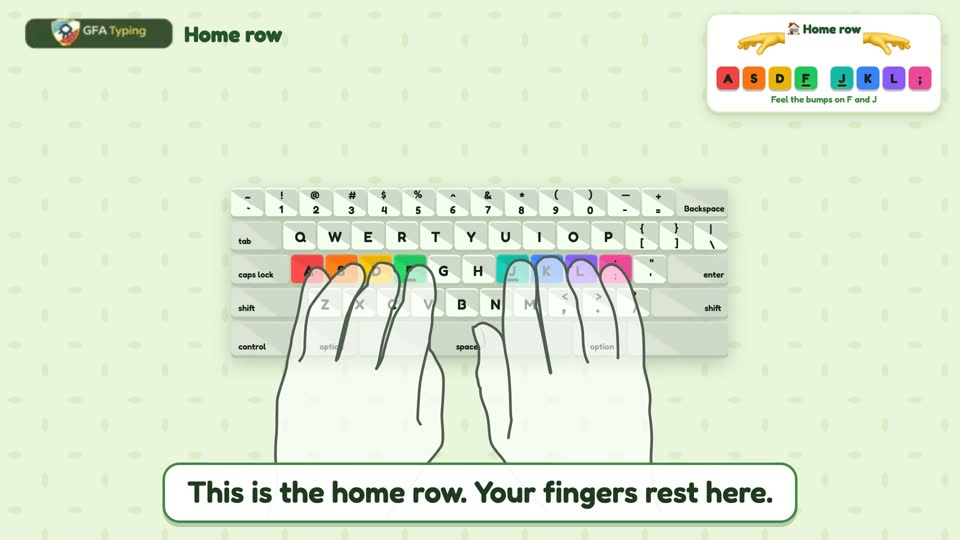 GFA Typing
Home row
Home row
A S D F J K L ;
Feel the bumps on F and J
~ ! @ # $ % ^ & * ( ) — +
` 1 2 3 4 5 6 7 8 9 0 - = Backspace
tab Q W E R T Y U I O P { [ } ] | \
caps lock A S D F G H J K L : ; " ' enter
shift Z X C V B N M < , > . ? / shift
control option space option
This is the home row. Your fingers rest here.